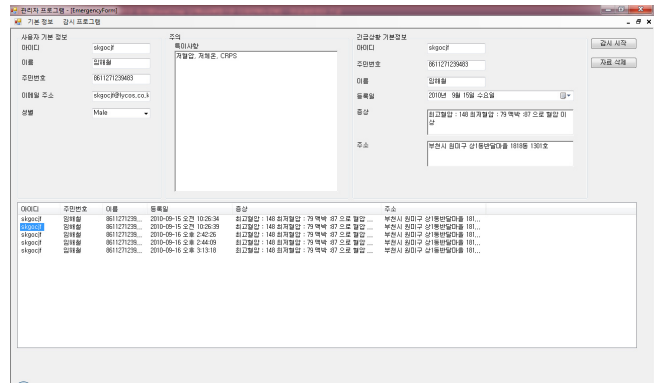 관리자 프로그램 - [EmergencyForm]
기본 정보 감시 프로그램
사용자 기본 정보
아이디 skgocjf
이름 임해철
주민번호 8611271239483
이메일 주소 skgocjf@lycos.co.k
성별 Male
주의
특이사항
저혈압, 저체온, CRPS
긴급상황 기본정보
아이디 skgocjf
주민번호 8611271239483
이름 임해철
등록일 2010년 9월 15일 수요일
증상 최고혈압 : 148 최저혈압 : 79 맥박 :87 으로 혈압 이
상
주소 부천시 원미구 상1동반달마을 1818동 1301호
감시 시작
자료 삭제
아이디 주민번호 이름 등록일 증상 주소
skgocjf 임해철 8611271239... 2010-09-15 오전 10:26:34 최고혈압 : 148 최저혈압 : 79 맥박 :87 으로 혈압 ... 부천시 원미구 상1동반달마을 181...
skgocjf 임해철 8611271239... 2010-09-15 오전 10:26:39 최고혈압 : 148 최저혈압 : 79 맥박 :87 으로 혈압 ... 부천시 원미구 상1동반달마을 181...
skgocjf 임해철 8611271239... 2010-09-16 오후 2:42:26 최고혈압 : 148 최저혈압 : 79 맥박 :87 으로 혈압 ... 부천시 원미구 상1동반달마을 181...
skgocjf 임해철 8611271239... 2010-09-16 오후 2:44:09 최고혈압 : 148 최저혈압 : 79 맥박 :87 으로 혈압 ... 부천시 원미구 상1동반달마을 181...
skgocjf 임해철 8611271239... 2010-09-16 오후 3:13:18 최고혈압 : 148 최저혈압 : 79 맥박 :87 으로 혈압 ... 부천시 원미구 상1동반달마을 181...